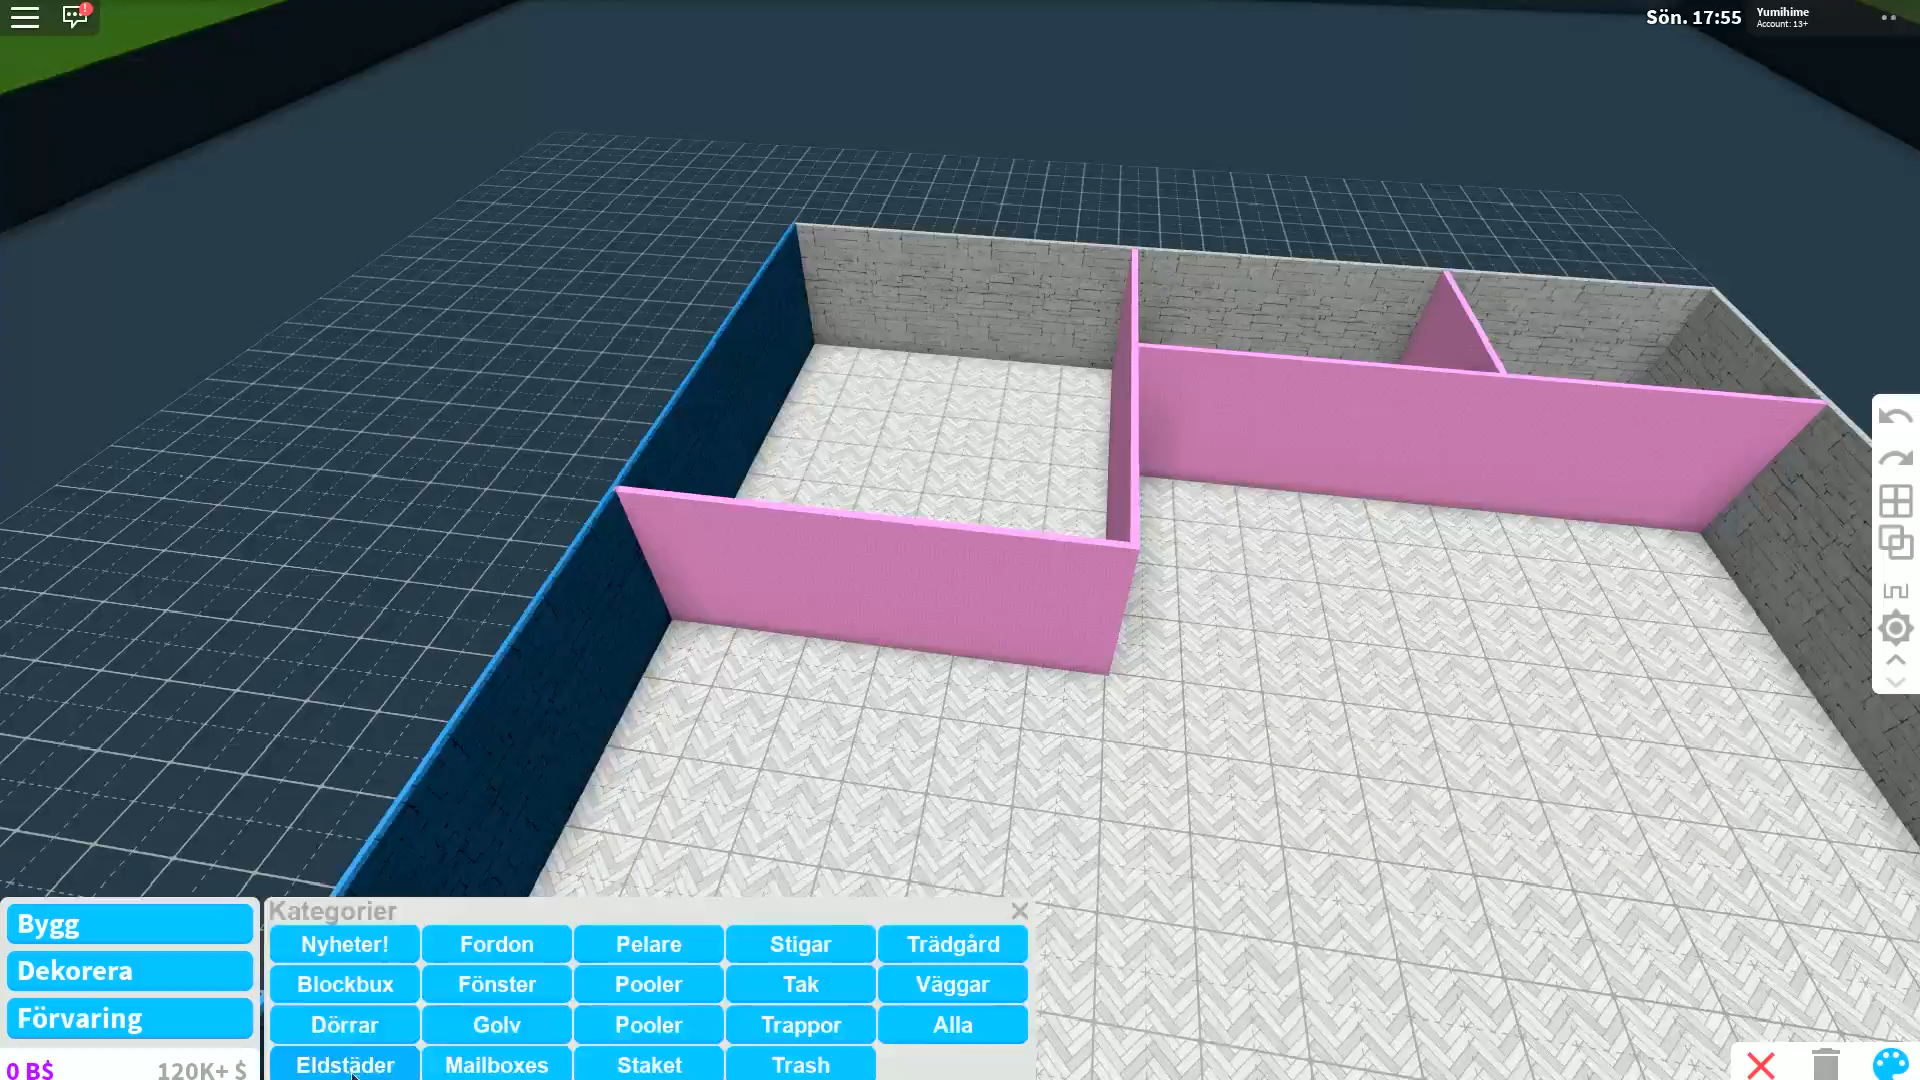 Sön. 17:55
Yumihime
Account: 13+
Bygg
Dekorera
Förvaring
0 B$ 120K+ $
Kategorier
Nyheter! Fordon Pelare Stigar Trädgård
Blockbux Fönster Pooler Tak Väggar
Dörrar Golv Pooler Trappor Alla
Eldstäder Mailboxes Staket Trash